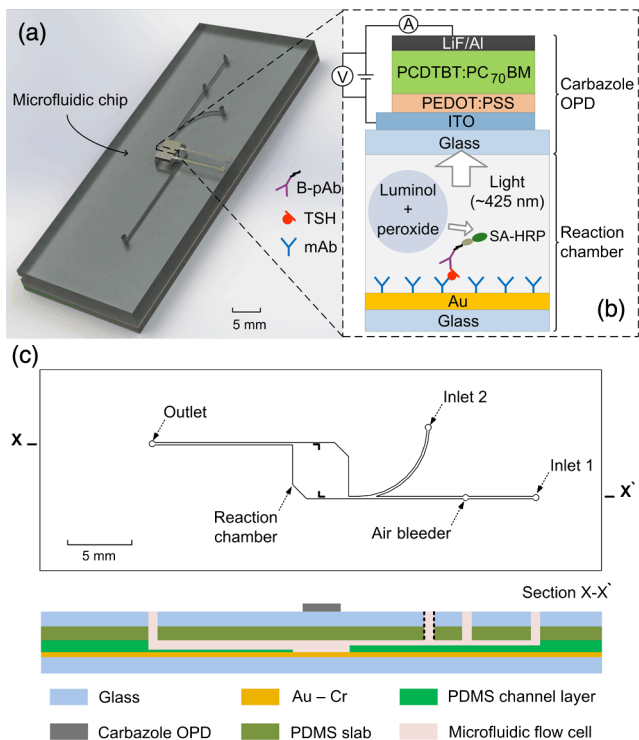 (a)
Microfluidic chip
5 mm
B-pAb
TSH
mAb
A
V
LiF/Al
PCDTBT:PC70BM
PEDOT:PSS
ITO
Glass
Carbazole
OPD
Luminol
+
peroxide
Light
(~425 nm)
SA-HRP
Reaction
chamber
Au
Glass
(b)
(c)
X
Outlet
Inlet 2
Inlet 1
X`
Reaction
chamber
Air bleeder
5 mm
Section X-X`
Glass
Au – Cr
PDMS channel layer
Carbazole OPD
PDMS slab
Microfluidic flow cell